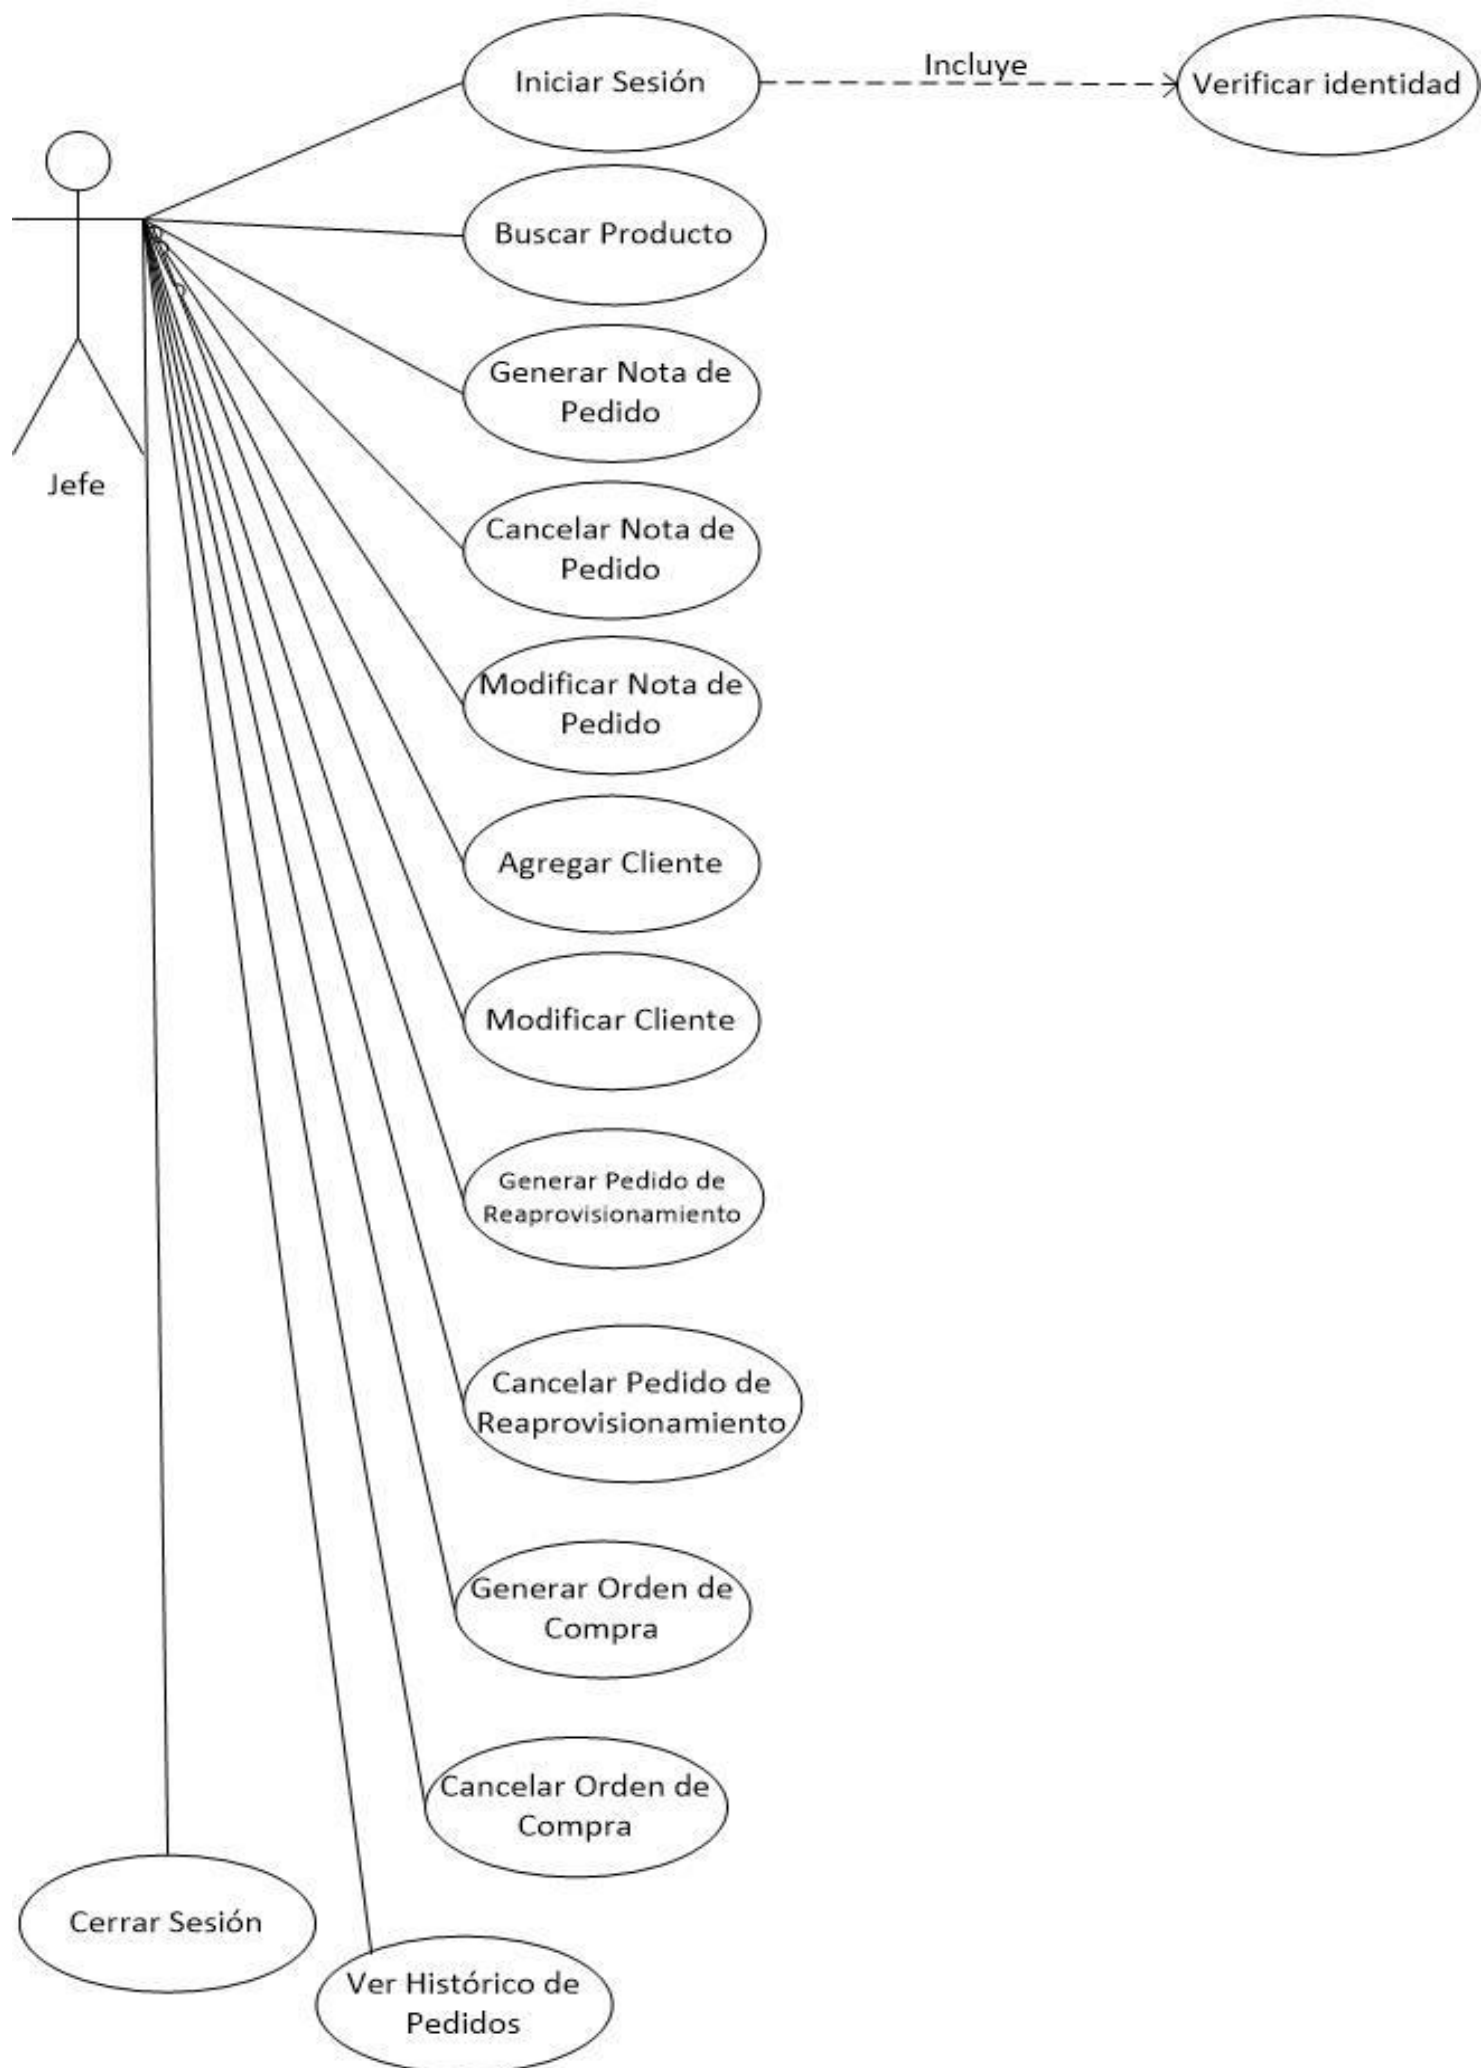 Iniciar Sesión
Incluye
Verificar identidad
Buscar Producto
Generar Nota de
Pedido
Jefe
Cancelar Nota de
Pedido
Modificar Nota de
Pedido
Agregar Cliente
Modificar Cliente
Generar Pedido de
Reaprovisionamiento
Cancelar Pedido de
Reaprovisionamiento
Generar Orden de
Compra
Cancelar Orden de
Compra
Cerrar Sesión
Ver Histórico de
Pedidos